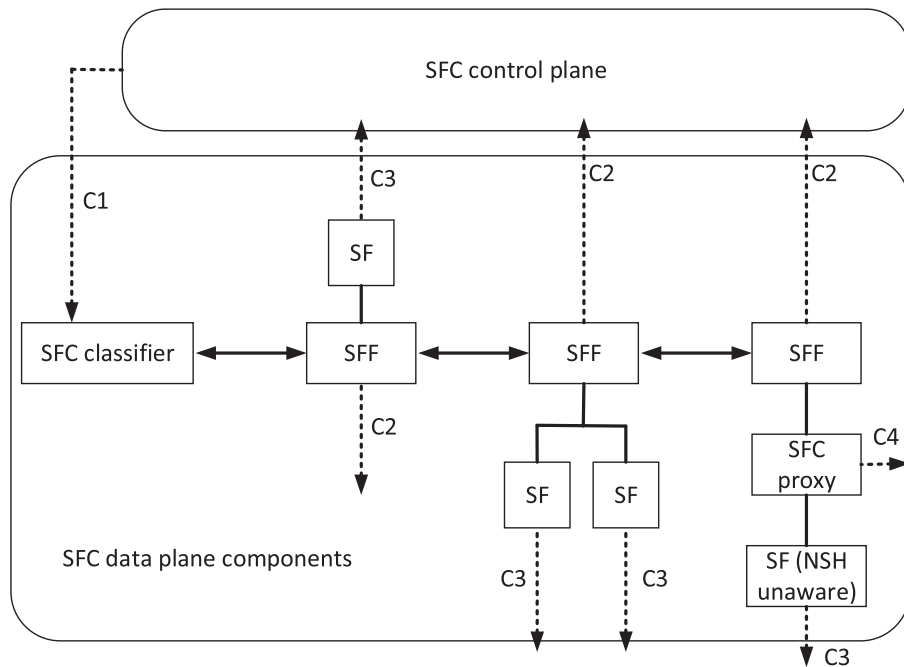 SFC control plane
C3
C2
C2
C1
SF
SFC classifier
SFF
SFF
SFF
C2
SFC
proxy
C4
SF
SF
SFC data plane components
C3
C3
SF (NSH
unaware)
C3